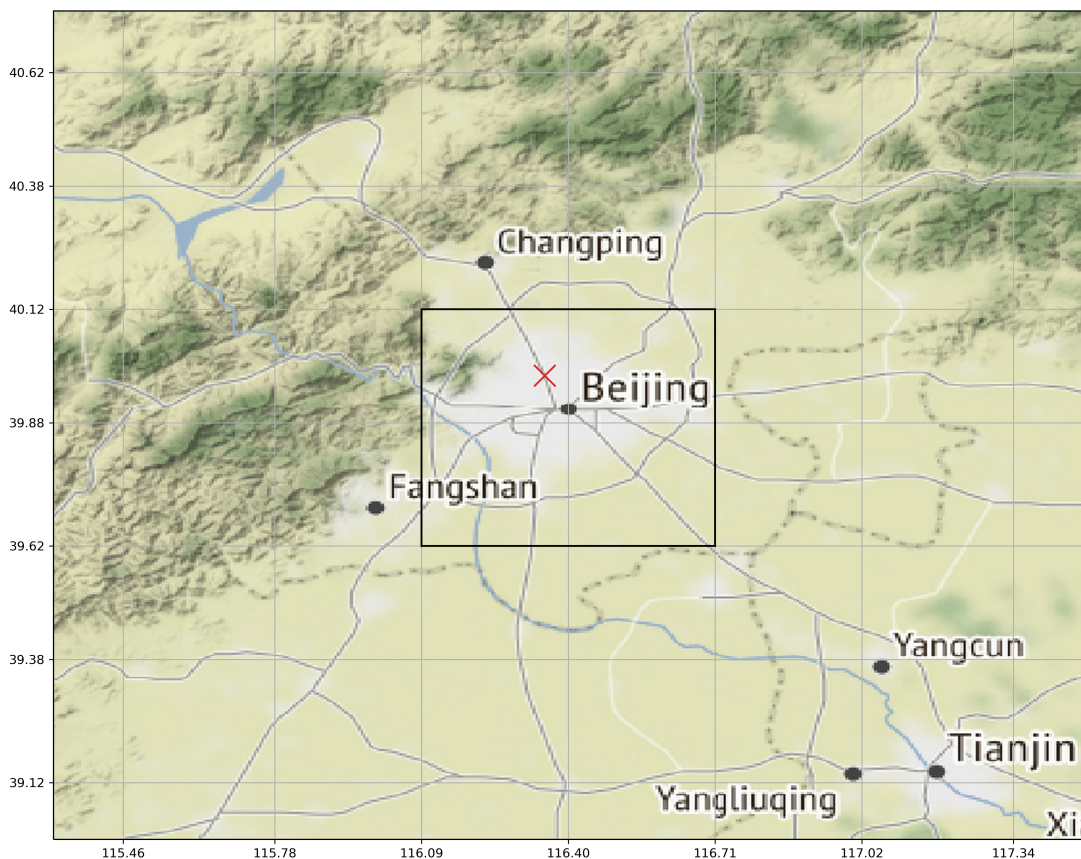 40.62
40.38
Changping
40.12
Beijing
39.88
Fangshan
39.62
Yangcun
39.38
Tianjin
39.12
Yangliuqing
Xi
115.46 115.78 116.09 116.40 116.71 117.02 117.34